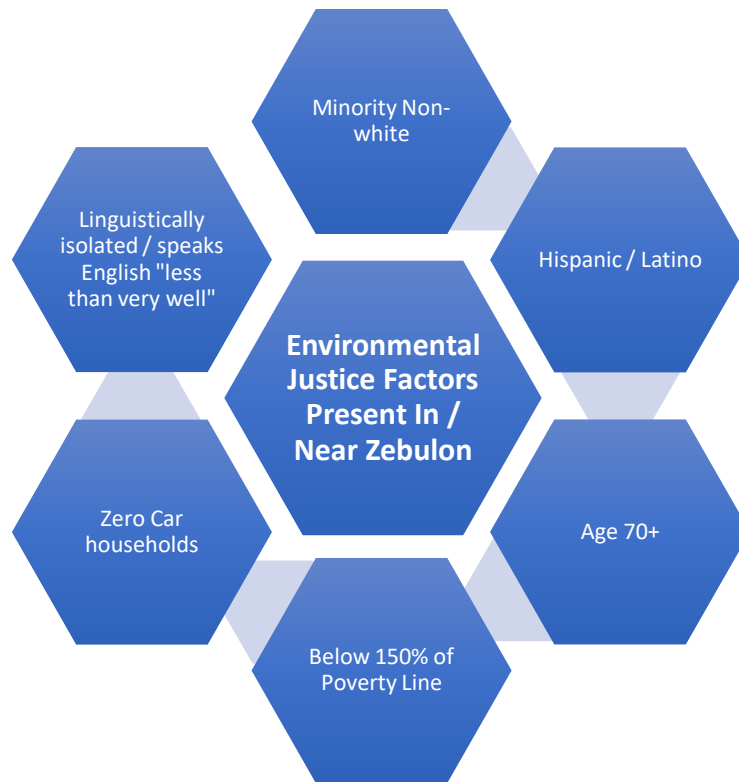 Minority Non-
white
Hispanic / Latino
Age 70+
Below 150% of
Poverty Line
Zero Car
households
Linguistically
isolated / speaks
English "less
than very well"
Environmental
Justice Factors
Present In /
Near Zebulon